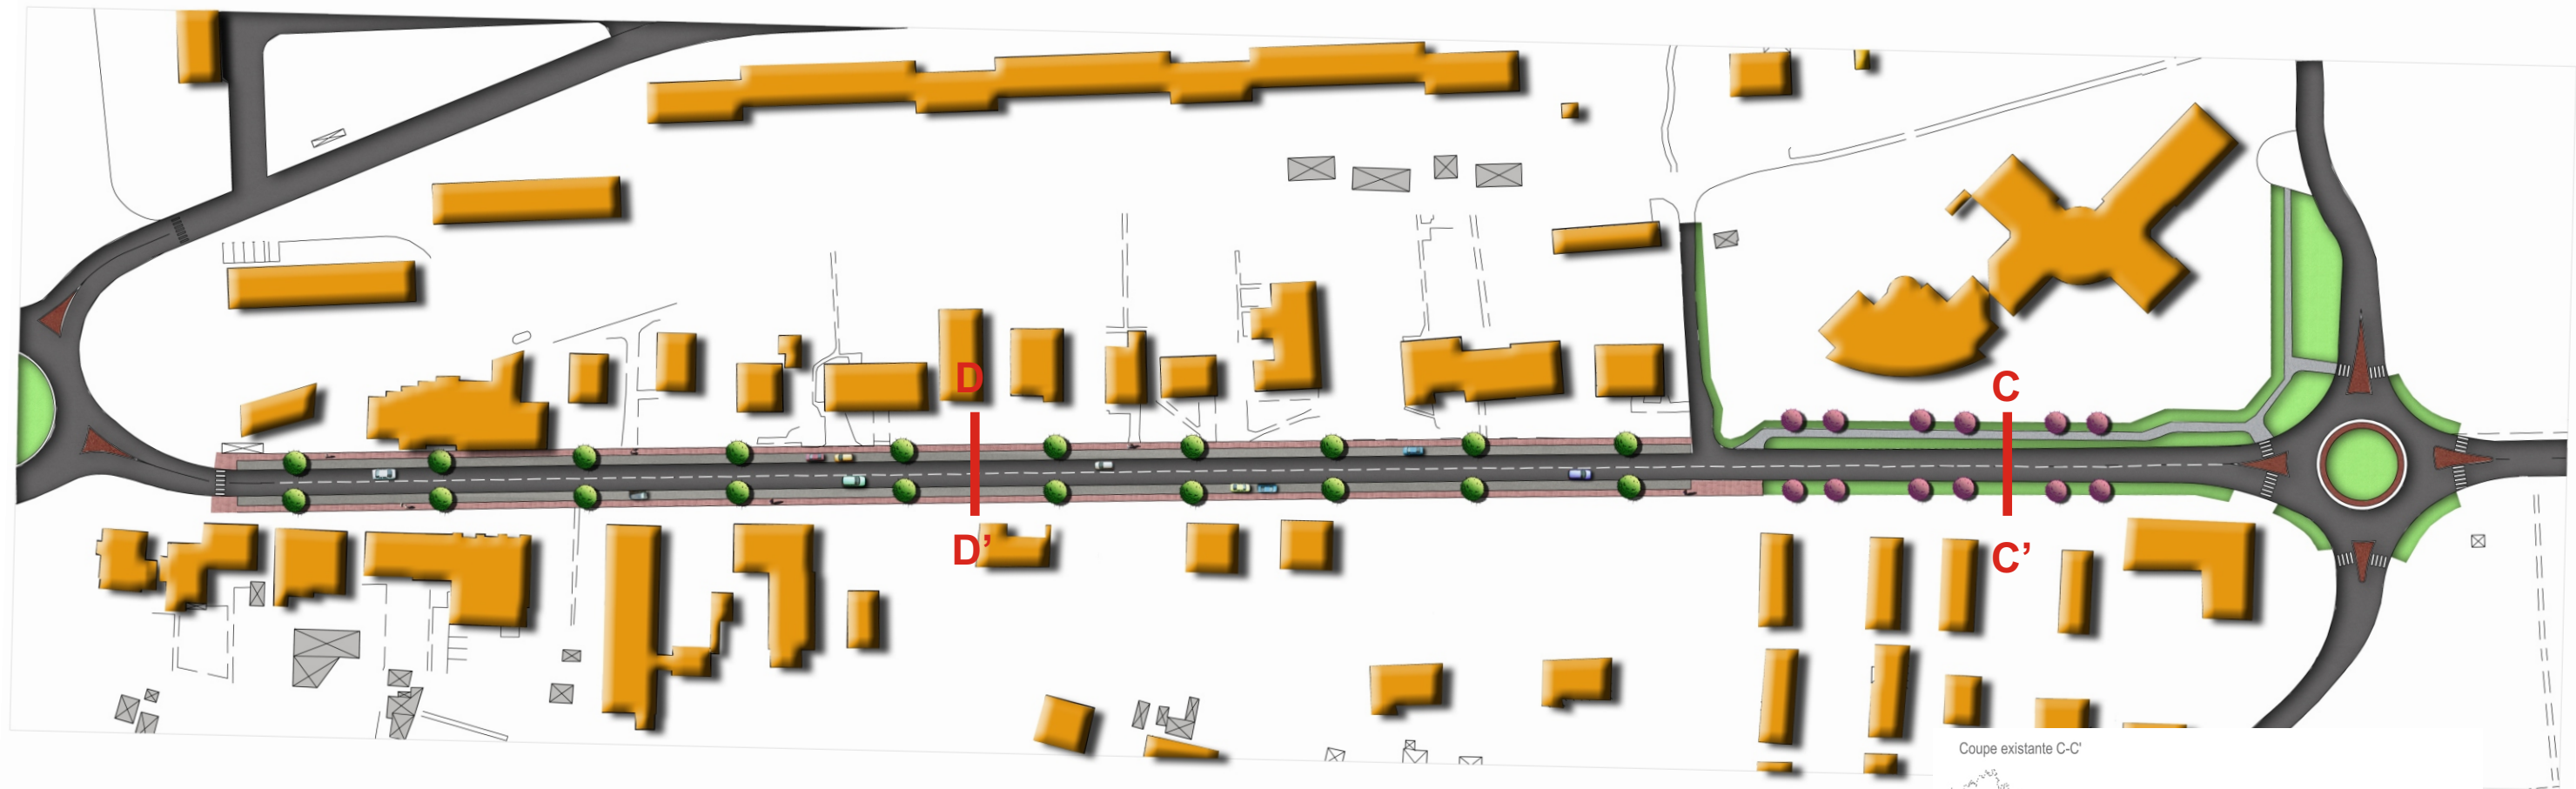 D
C
D’
C’
Coupe existante C-C'